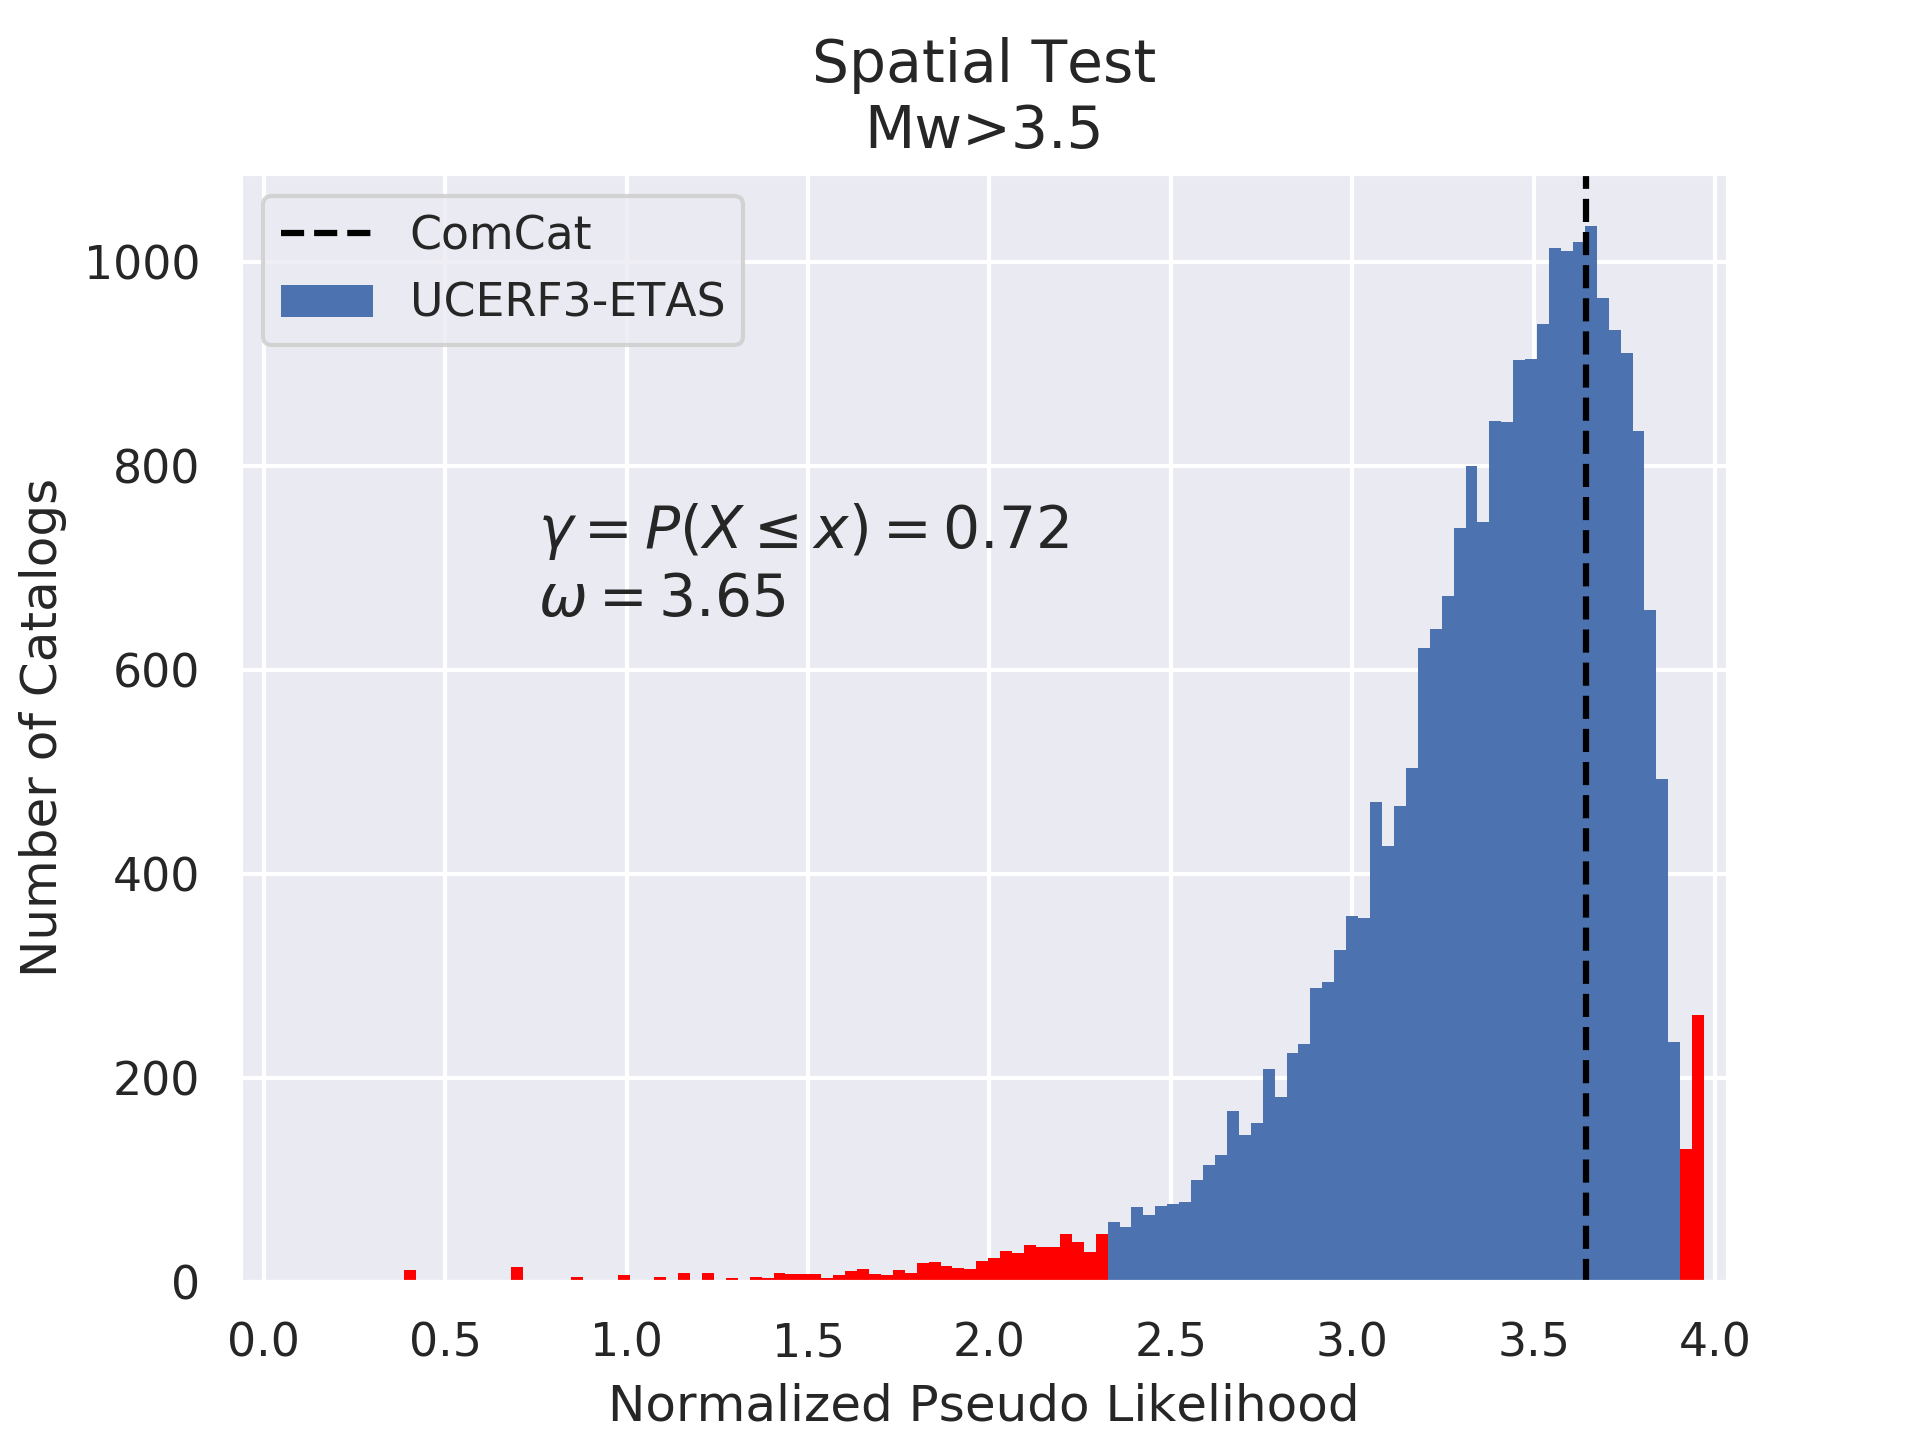 Spatial Test
Mw>3.5
ComCat
UCERF3-ETAS
γ = P(X ≤ x) = 0.72
ω = 3.65
Number of Catalogs
1000
800
600
400
200
0
0.0 0.5 1.0 1.5 2.0 2.5 3.0 3.5 4.0
Normalized Pseudo Likelihood